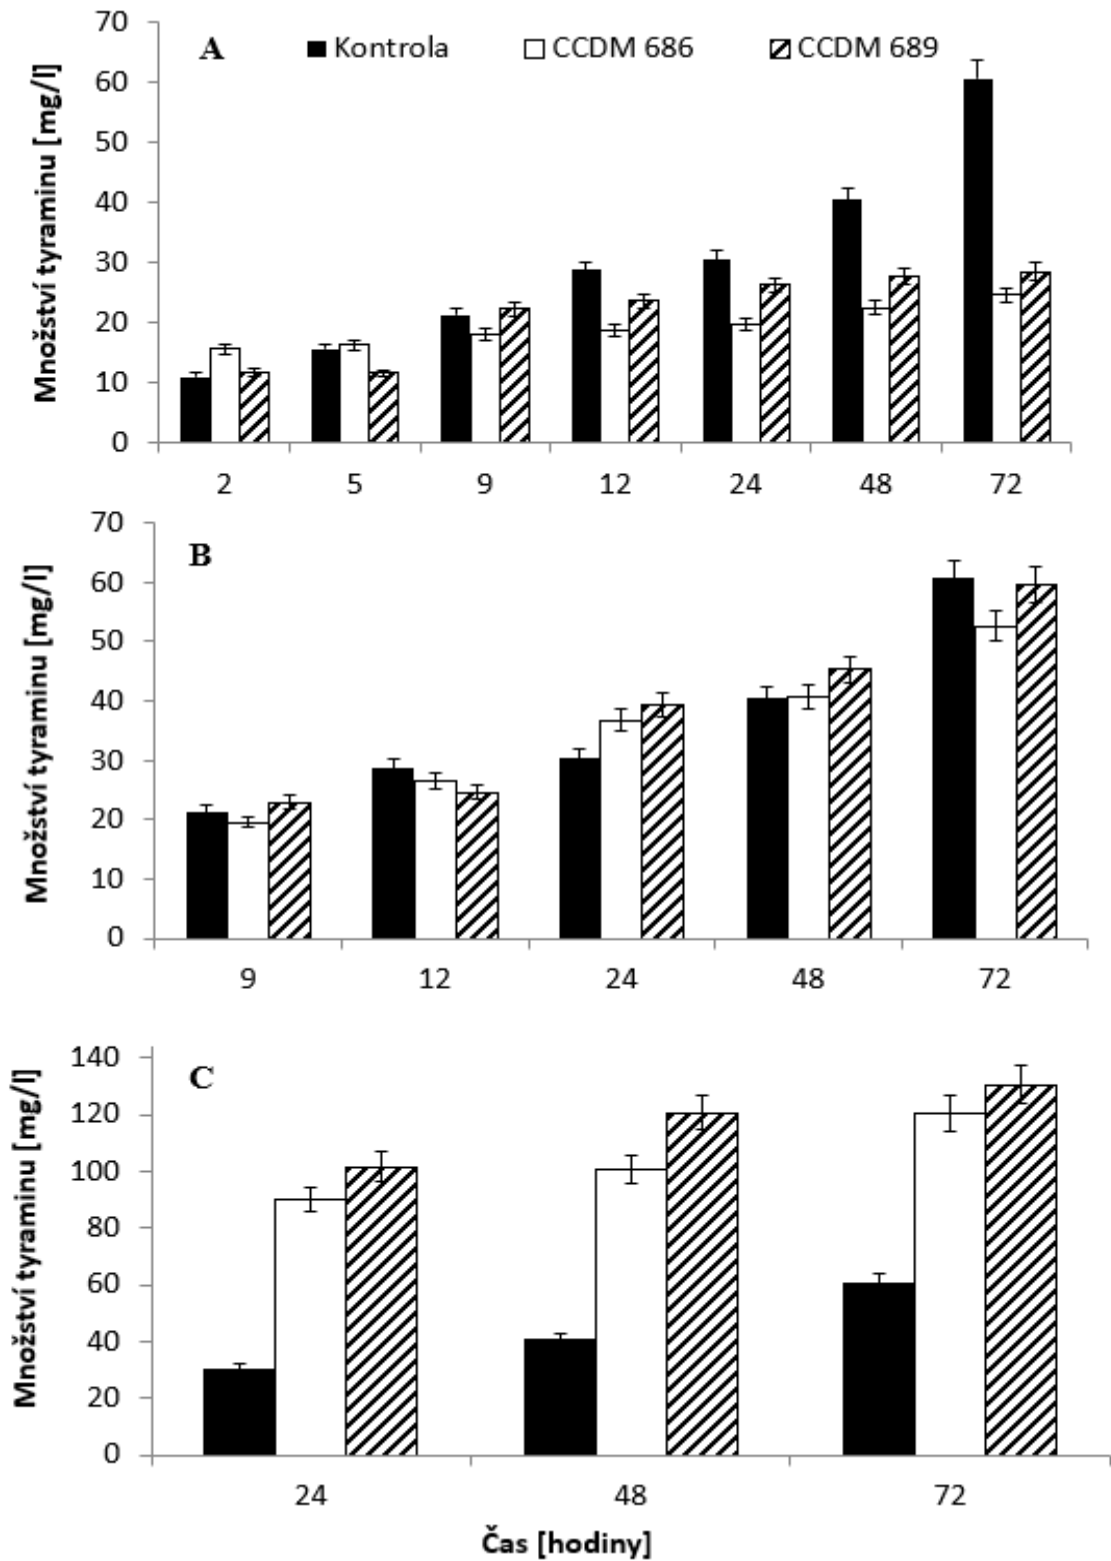 A Kontrola CCDM 686 CCDM 689
Množství tyraminu [mg/l]
70
60
50
40
30
20
10
0
2 5 9 12 24 48 72
B
Množství tyraminu [mg/l]
70
60
50
40
30
20
10
0
9 12 24 48 72
C
Množství tyraminu [mg/l]
140
120
100
80
60
40
20
0
24 48 72
Čas [hodiny]